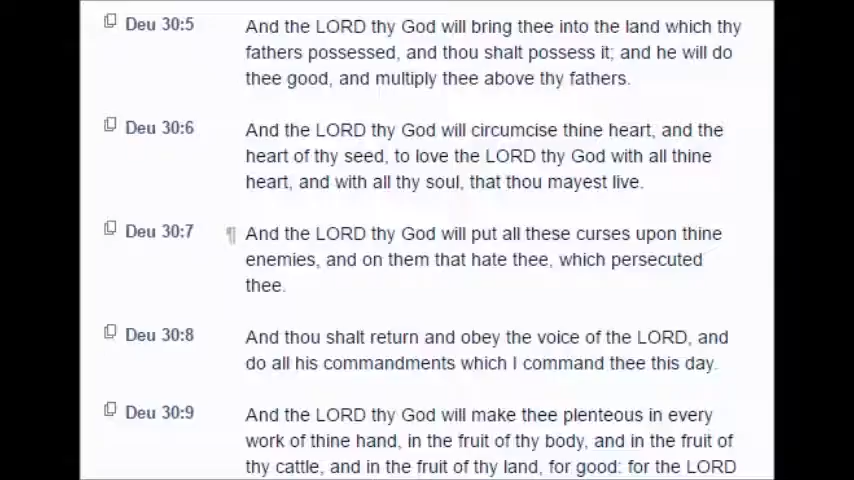 Deu 30:5 And the LORD thy God will bring thee into the land which thy
fathers possessed, and thou shalt possess it; and he will do
thee good, and multiply thee above thy fathers.
Deu 30:6 And the LORD thy God will circumcise thine heart, and the
heart of thy seed, to love the LORD thy God with all thine
heart, and with all thy soul, that thou mayest live.
Deu 30:7 ¶ And the LORD thy God will put all these curses upon thine
enemies, and on them that hate thee, which persecuted
thee.
Deu 30:8 And thou shalt return and obey the voice of the LORD, and
do all his commandments which I command thee this day.
Deu 30:9 And the LORD thy God will make thee plenteous in every
work of thine hand, in the fruit of thy body, and in the fruit of
thy cattle, and in the fruit of thy land, for good: for the LORD